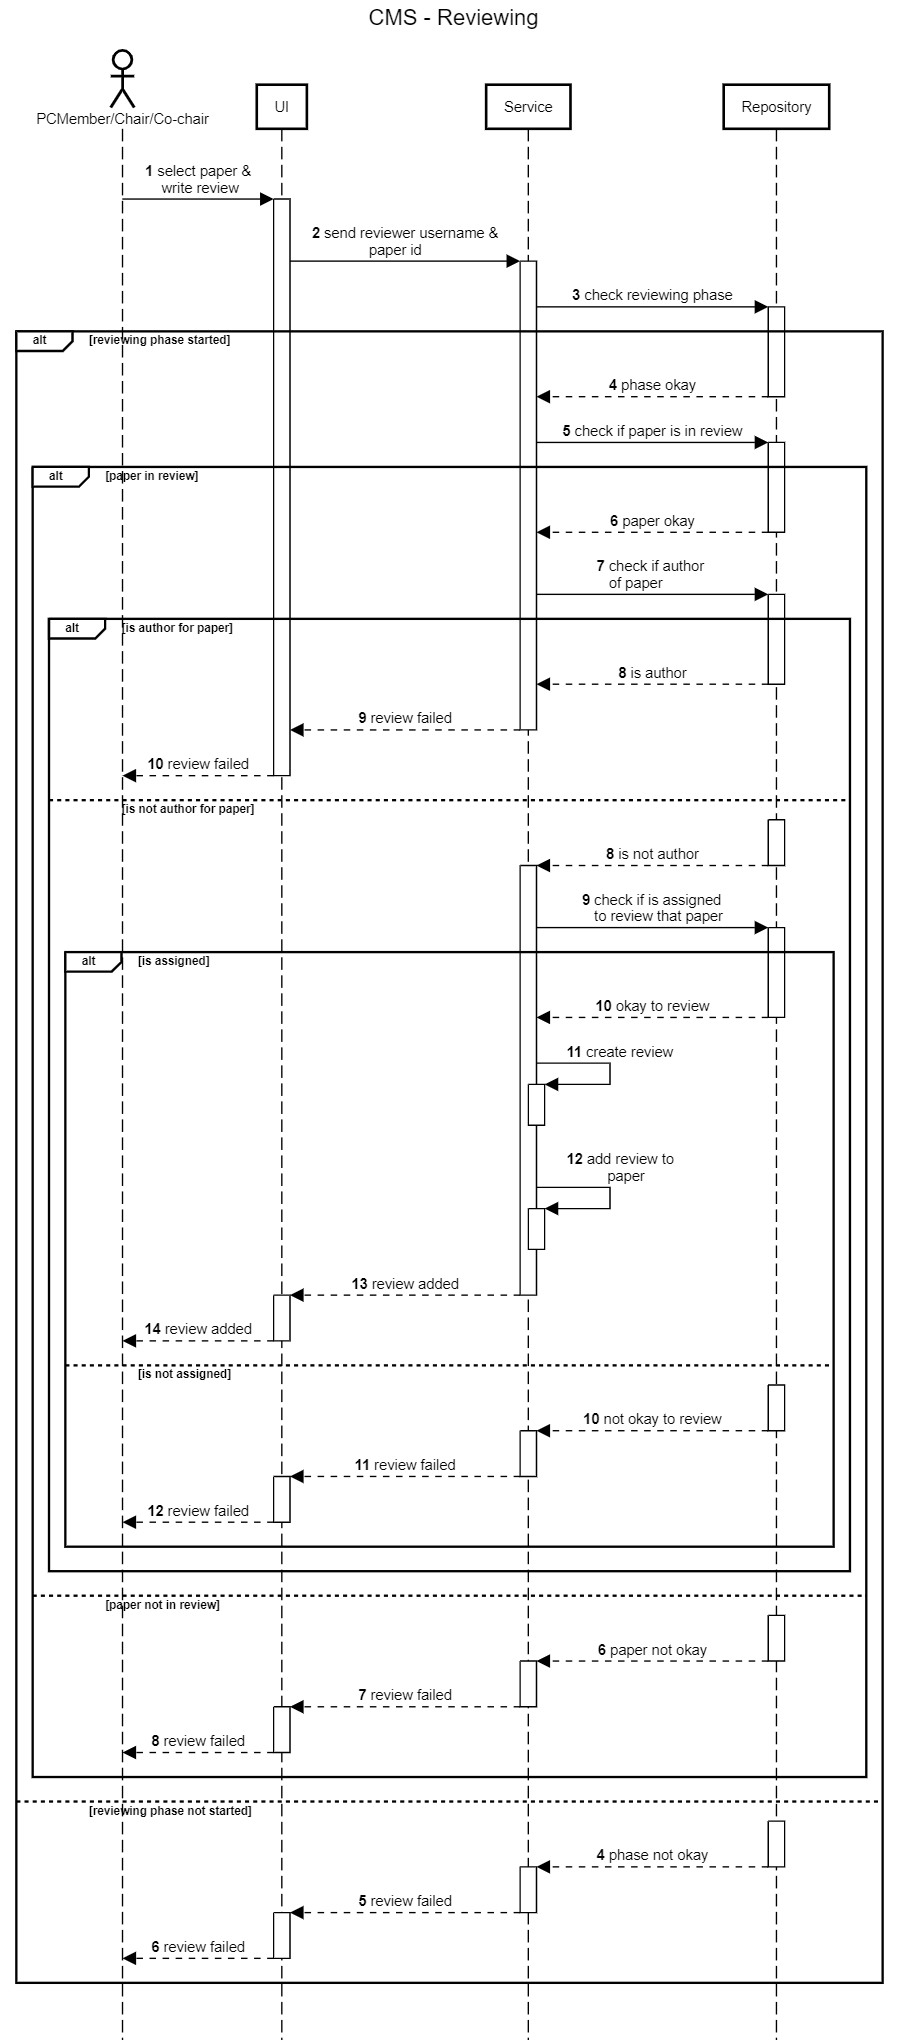 CMS - Reviewing
PCMember/Chair/Co-chair
UI
Service
Repository
1 select paper &
write review
2 send reviewer username &
paper id
3 check reviewing phase
alt
[reviewing phase started]
4 phase okay
5 check if paper is in review
alt
[paper in review]
6 paper okay
7 check if author
of paper
alt
[is author for paper]
8 is author
9 review failed
10 review failed
[is not author for paper]
8 is not author
9 check if is assigned
to review that paper
alt
[is assigned]
10 okay to review
11 create review
12 add review to
paper
13 review added
14 review added
[is not assigned]
10 not okay to review
11 review failed
12 review failed
[paper not in review]
6 paper not okay
7 review failed
8 review failed
[reviewing phase not started]
4 phase not okay
5 review failed
6 review failed